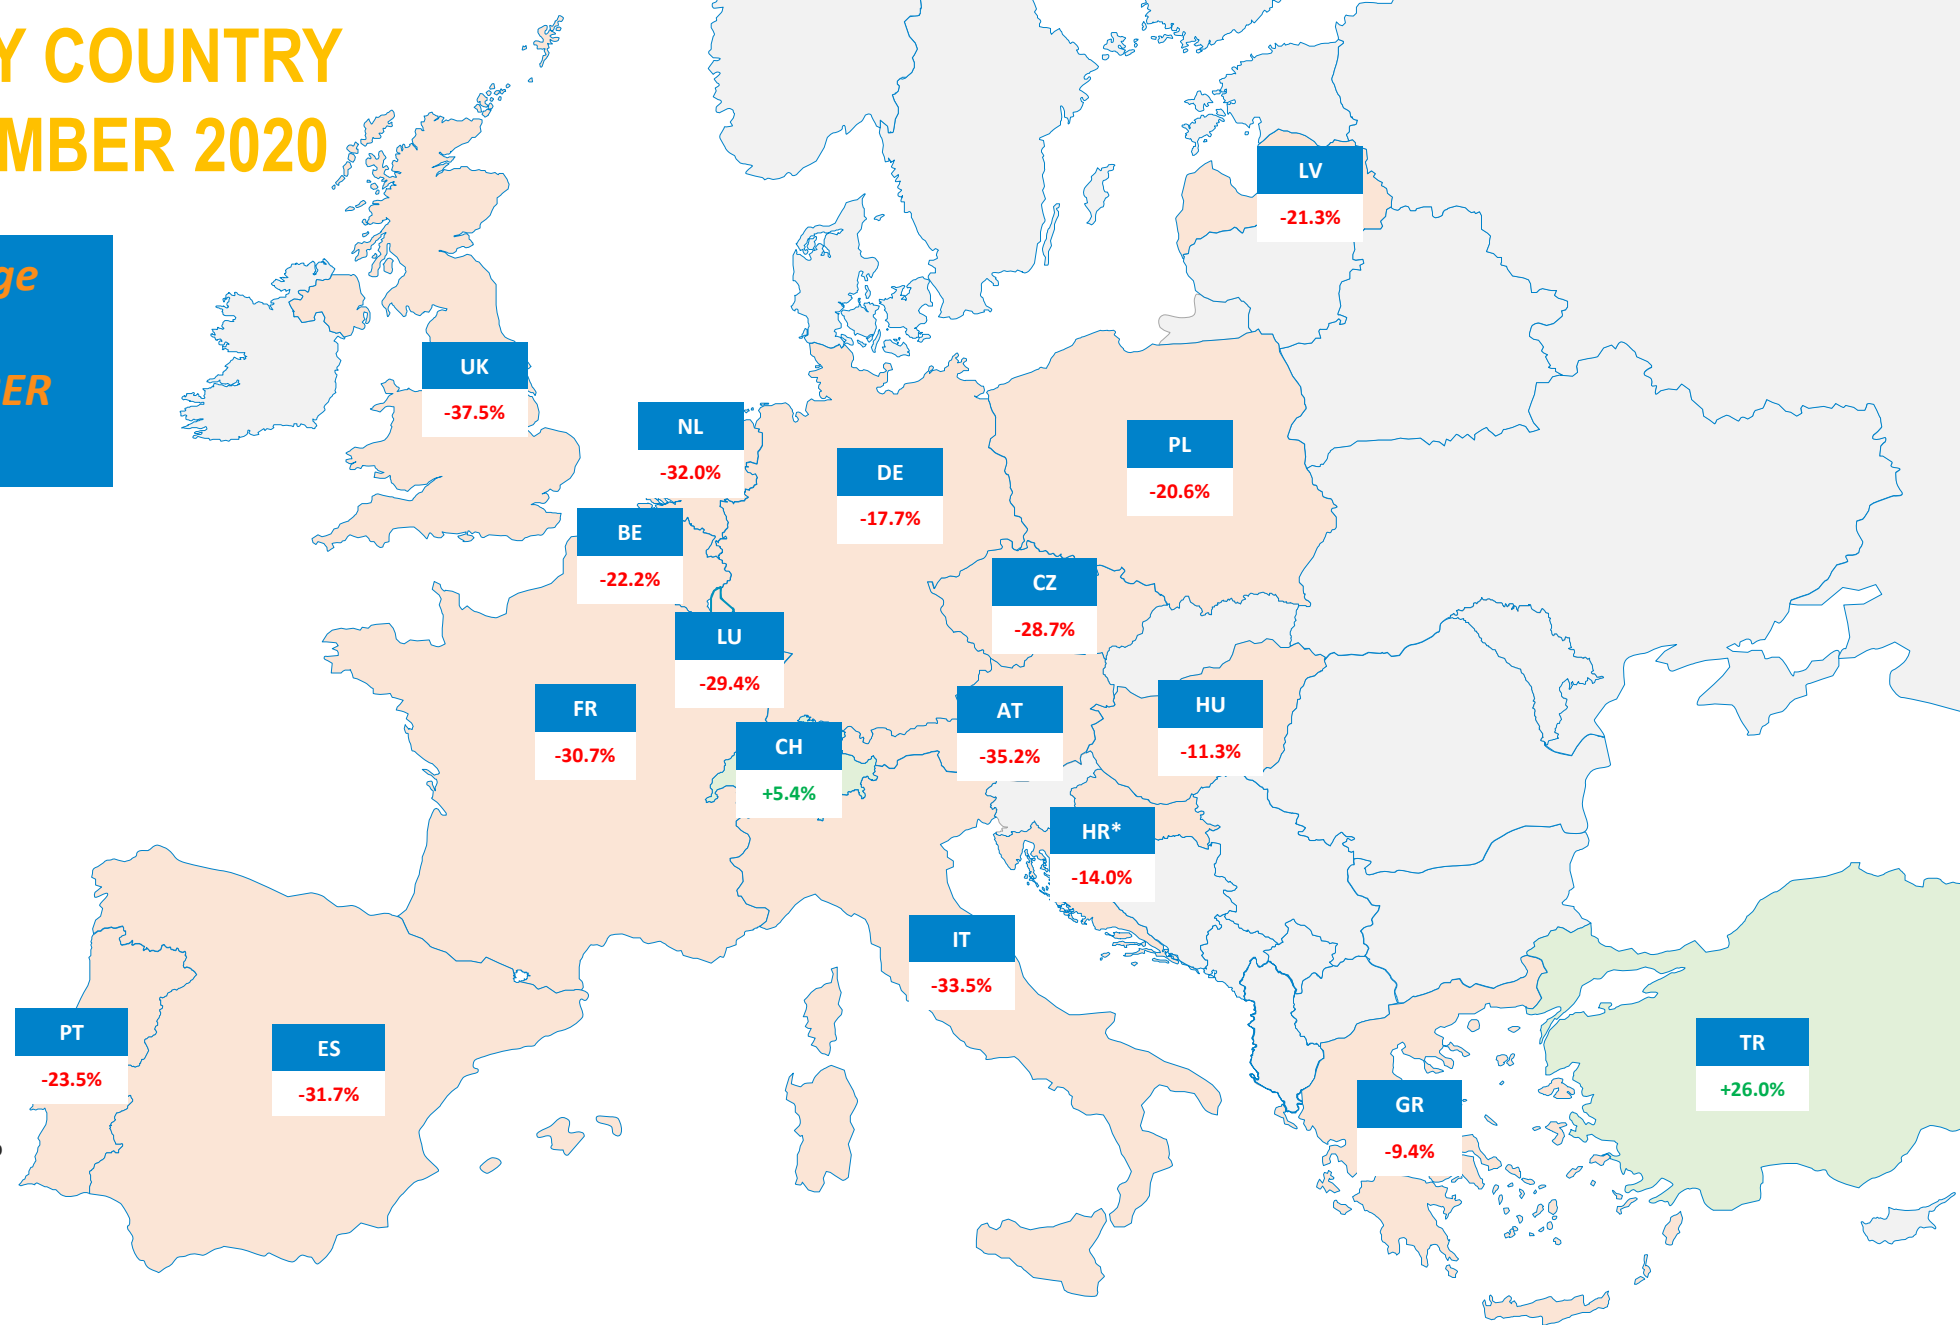 Y COUNTRY
MBER 2020
ge
ER
LV
-21.3%
UK
-37.5%
NL
-32.0%
DE
-17.7%
PL
-20.6%
BE
-22.2%
CZ
-28.7%
LU
-29.4%
FR
-30.7%
AT
-35.2%
HU
-11.3%
CH
+5.4%
HR*
-14.0%
IT
-33.5%
PT
-23.5%
ES
-31.7%
TR
+26.0%
GR
-9.4%